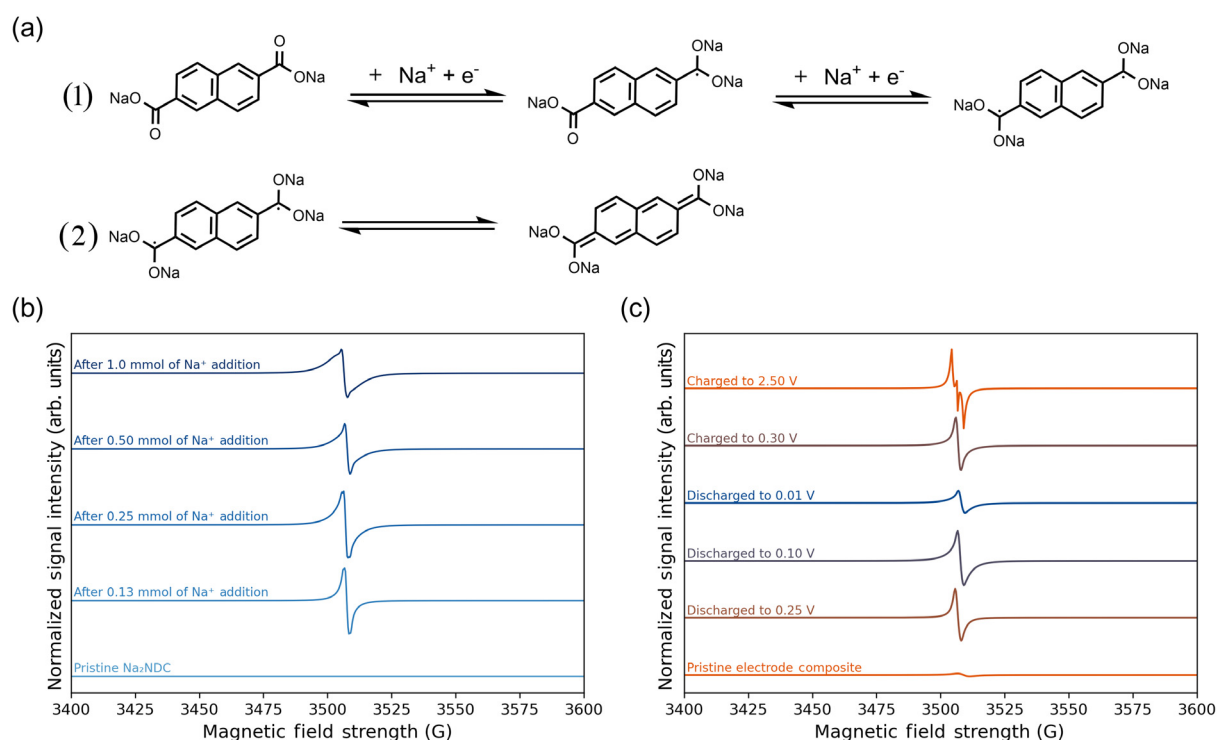 (a)
(1)
O
ONa
NaO
O
+ Na⁺ + e⁻
ONa
ONa
NaO
O
+ Na⁺ + e⁻
ONa
ONa
NaO
ONa
(2)
ONa
ONa
NaO
ONa
ONa
ONa
NaO
ONa
(b)
Normalized signal intensity (arb. units)
After 1.0 mmol of Na⁺ addition
After 0.50 mmol of Na⁺ addition
After 0.25 mmol of Na⁺ addition
After 0.13 mmol of Na⁺ addition
Pristine Na₂NDC
3400 3425 3450 3475 3500 3525 3550 3575 3600
Magnetic field strength (G)
(c)
Normalized signal intensity (arb. units)
Charged to 2.50 V
Charged to 0.30 V
Discharged to 0.01 V
Discharged to 0.10 V
Discharged to 0.25 V
Pristine electrode composite
3400 3425 3450 3475 3500 3525 3550 3575 3600
Magnetic field strength (G)